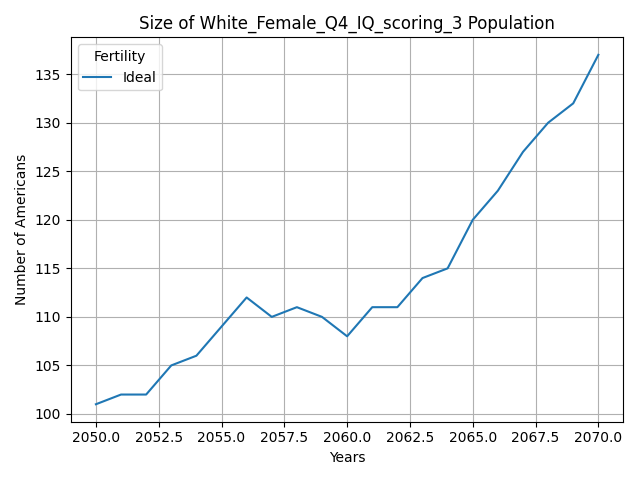 Size of White_Female_Q4_IQ_scoring_3 Population
Fertility
Ideal
Number of Americans
135
130
125
120
115
110
105
100
2050.0 2052.5 2055.0 2057.5 2060.0 2062.5 2065.0 2067.5 2070.0
Years